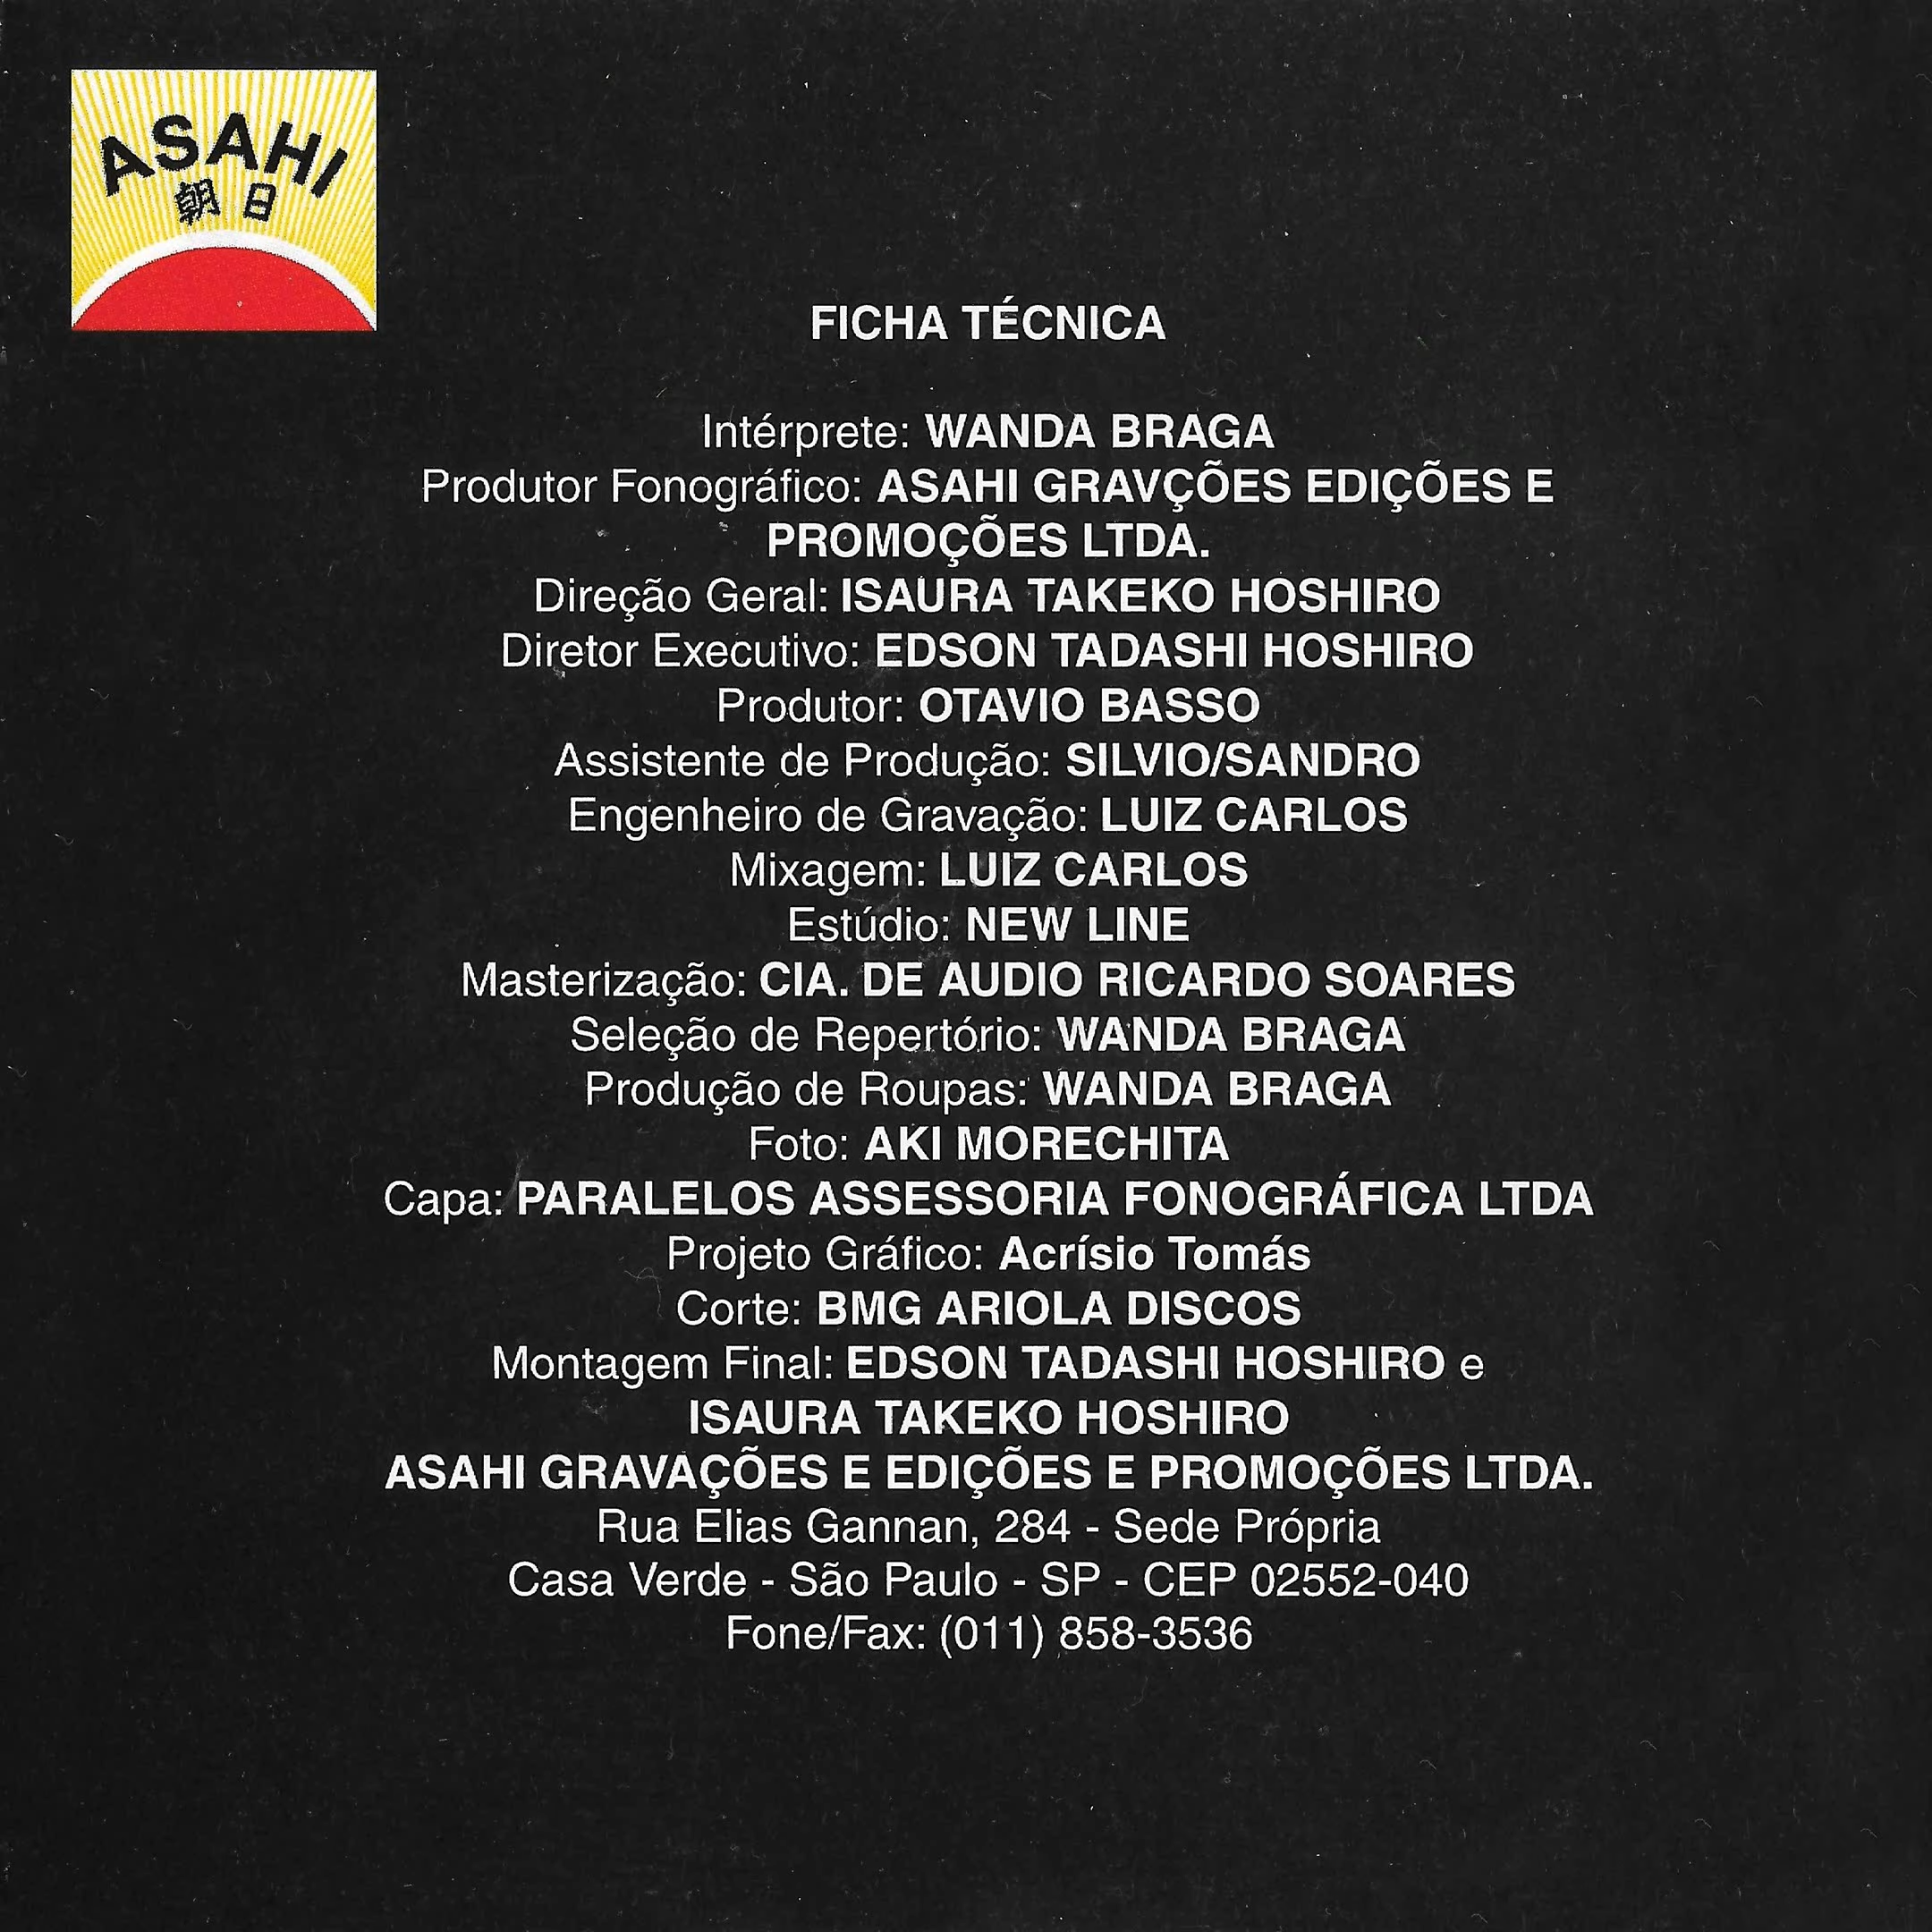 ASAHI
朝日
FICHA TÉCNICA
Intérprete: WANDA BRAGA
Produtor Fonográfico: ASAHI GRAVÇÕES EDIÇÕES E
PROMOÇÕES LTDA.
Direção Geral: ISAURA TAKEKO HOSHIRO
Diretor Executivo: EDSON TADASHI HOSHIRO
Produtor: OTAVIO BASSO
Assistente de Produção: SILVIO/SANDRO
Engenheiro de Gravação: LUIZ CARLOS
Mixagem: LUIZ CARLOS
Estúdio: NEW LINE
Masterização: CIA. DE AUDIO RICARDO SOARES
Seleção de Repertório: WANDA BRAGA
Produção de Roupas: WANDA BRAGA
Foto: AKI MORECHITA
Capa: PARALELOS ASSESSORIA FONOGRÁFICA LTDA
Projeto Gráfico: Acrísio Tomás
Corte: BMG ARIOLA DISCOS
Montagem Final: EDSON TADASHI HOSHIRO e
ISAURA TAKEKO HOSHIRO
ASAHI GRAVAÇÕES E EDIÇÕES E PROMOÇÕES LTDA.
Rua Elias Gannan, 284 - Sede Própria
Casa Verde - São Paulo - SP - CEP 02552-040
Fone/Fax: (011) 858-3536